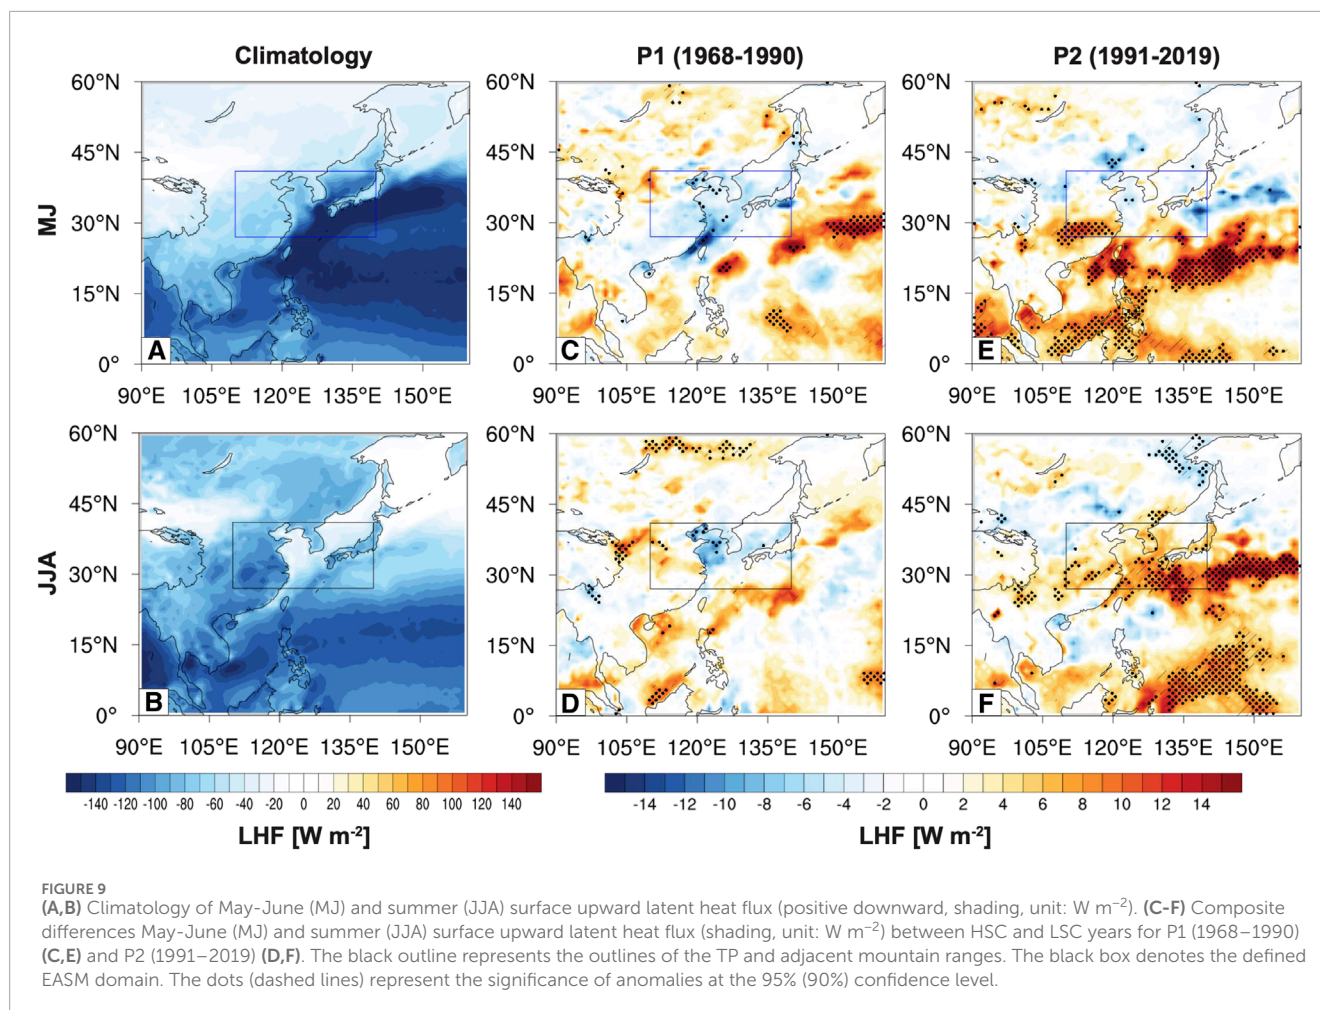 Climatology
P1 (1968-1990)
P2 (1991-2019)
MJ
60°N
45°N
30°N
15°N
0°
A
90°E 105°E 120°E 135°E 150°E
60°N
45°N
30°N
15°N
0°
C
90°E 105°E 120°E 135°E 150°E
60°N
45°N
30°N
15°N
0°
E
90°E 105°E 120°E 135°E 150°E
JJA
60°N
45°N
30°N
15°N
0°
B
90°E 105°E 120°E 135°E 150°E
60°N
45°N
30°N
15°N
0°
D
90°E 105°E 120°E 135°E 150°E
60°N
45°N
30°N
15°N
0°
F
90°E 105°E 120°E 135°E 150°E
-140 -120 -100 -80 -60 -40 -20 0 20 40 60 80 100 120 140
LHF [W m⁻²]
-14 -12 -10 -8 -6 -4 -2 0 2 4 6 8 10 12 14
LHF [W m⁻²]
FIGURE 9
(A,B) Climatology of May-June (MJ) and summer (JJA) surface upward latent heat flux (positive downward, shading, unit: W m⁻²). (C-F) Composite
differences May-June (MJ) and summer (JJA) surface upward latent heat flux (shading, unit: W m⁻²) between HSC and LSC years for P1 (1968–1990)
(C,E) and P2 (1991–2019) (D,F). The black outline represents the outlines of the TP and adjacent mountain ranges. The black box denotes the defined
EASM domain. The dots (dashed lines) represent the significance of anomalies at the 95% (90%) confidence level.